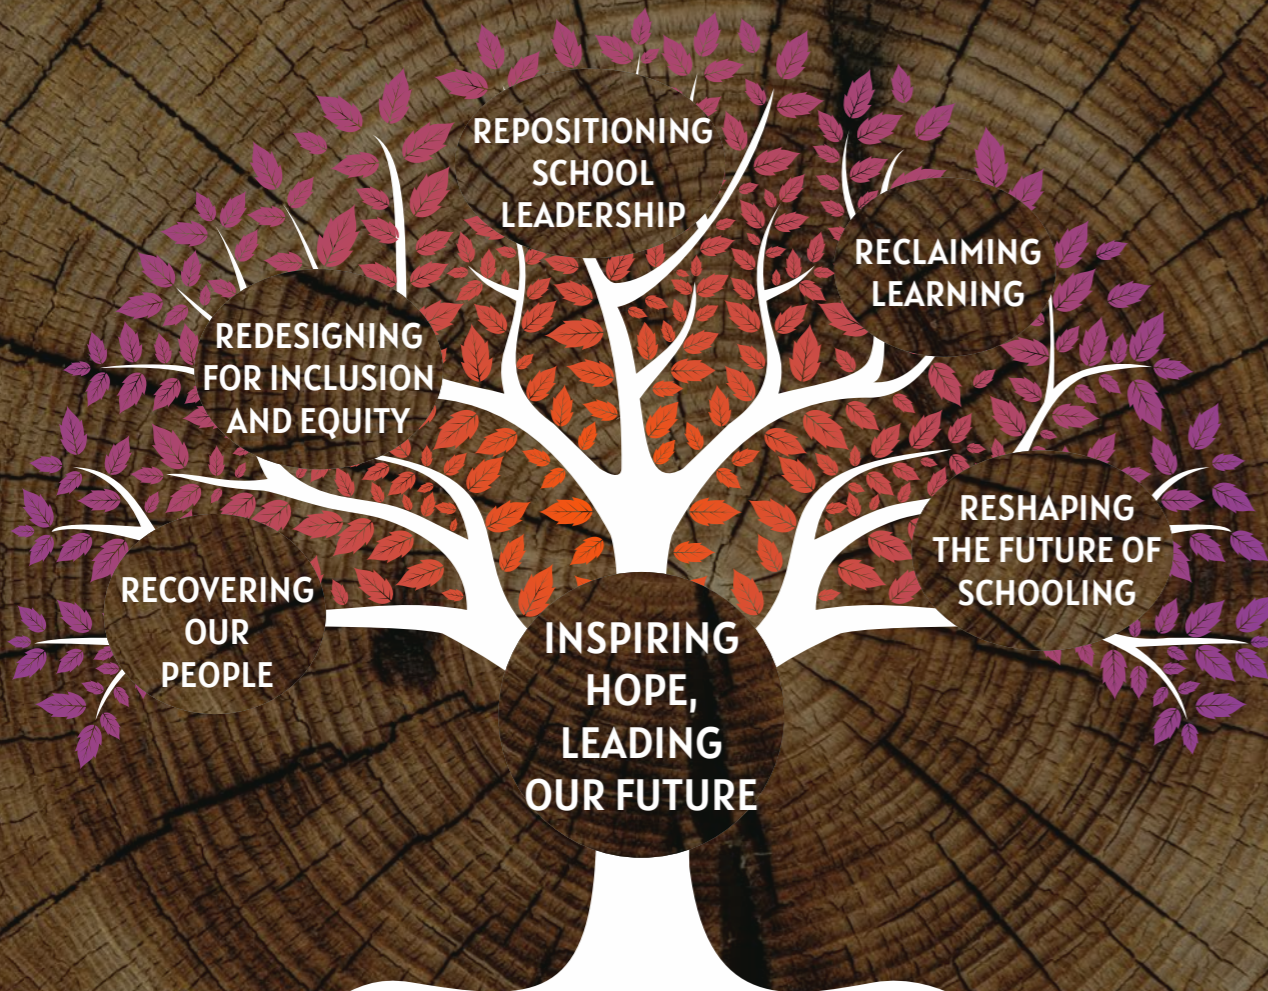 REPOSITIONING
SCHOOL
LEADERSHIP
RECLAIMING
LEARNING
REDESIGNING
FOR INCLUSION
AND EQUITY
RESHAPING
THE FUTURE OF
SCHOOLING
RECOVERING
OUR
PEOPLE
INSPIRING
HOPE,
LEADING
OUR FUTURE